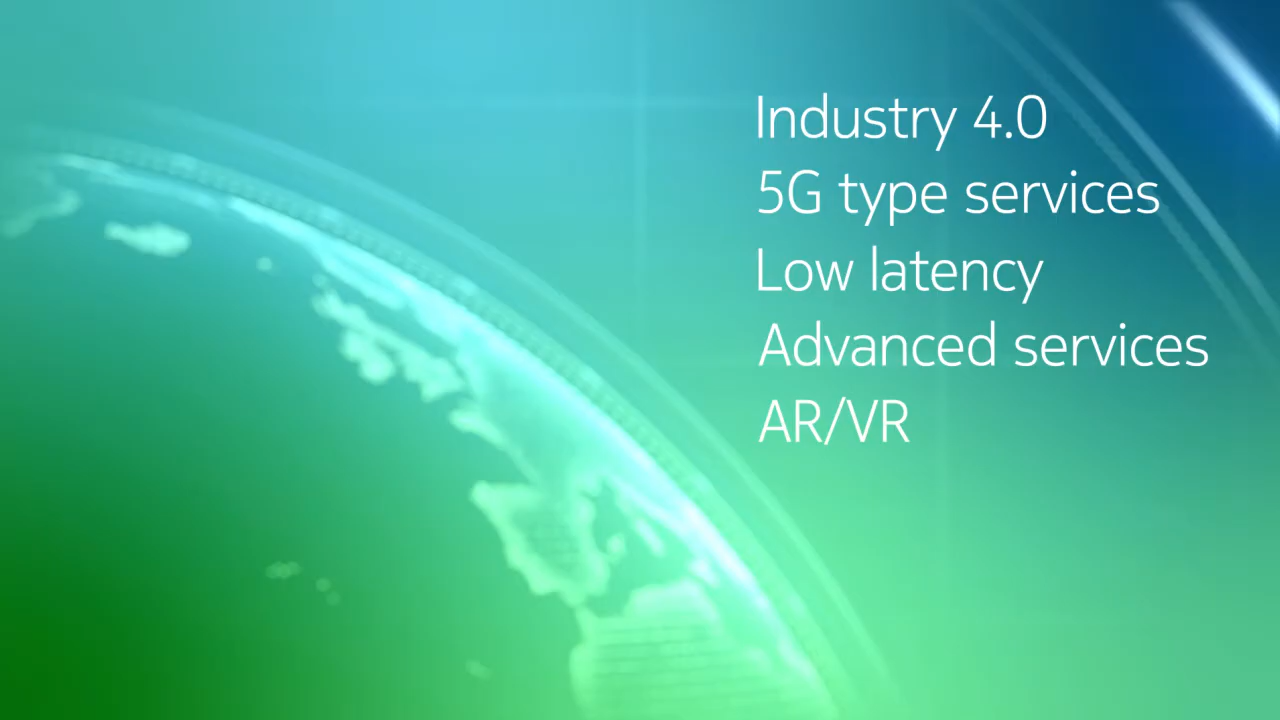 Industry 4.0
5G type services
Low latency
Advanced services
AR/VR